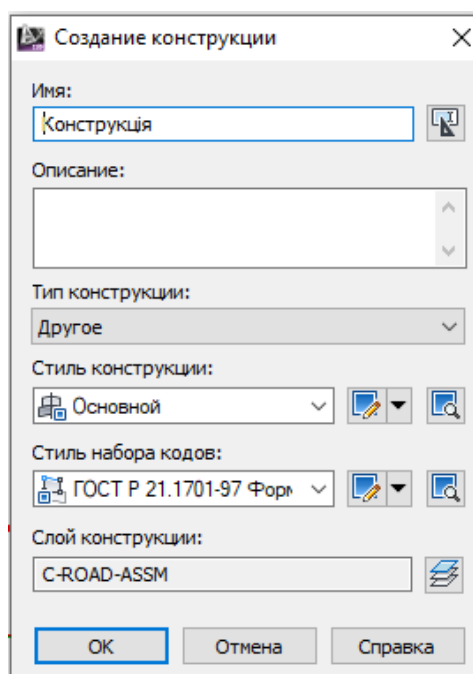 Создание конструкции
Имя:
Конструкція
Описание:
Тип конструкции:
Другое
Стиль конструкции:
Основной
Стиль набора кодов:
ГОСТ Р 21.1701-97 Форм
Слой конструкции:
C-ROAD-ASSM
ОК
Отмена
Справка